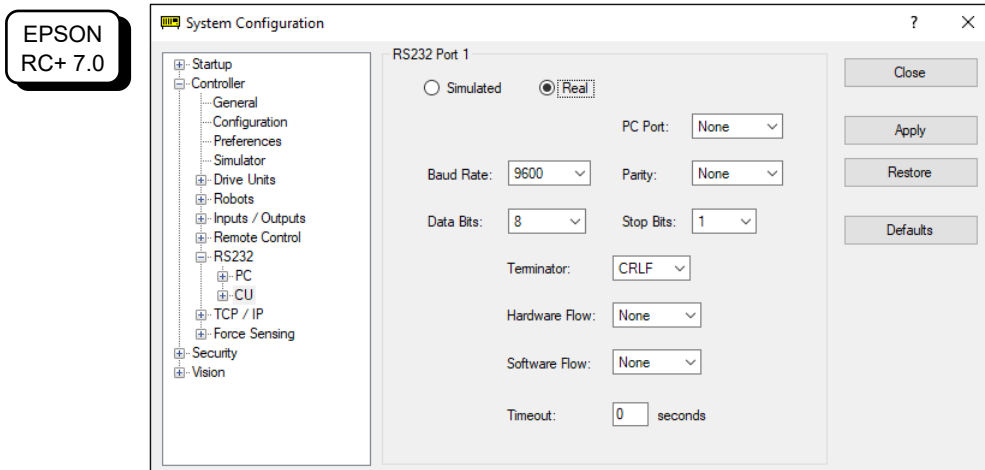 EPSON
RC+ 7.0
System Configuration
?
Startup
Controller
General
Configuration
Preferences
Simulator
Drive Units
Robots
Inputs / Outputs
Remote Control
RS232
PC
CU
TCP / IP
Force Sensing
Security
Vision
RS232 Port 1
Simulated Real
PC Port: None
Baud Rate: 9600 Parity: None
Data Bits: 8 Stop Bits: 1
Terminator: CRLF
Hardware Flow: None
Software Flow: None
Timeout: 0 seconds
Close
Apply
Restore
Defaults